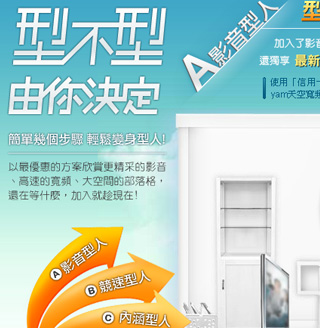 型不型
由你決定
簡單幾個步驟 輕鬆變身型人!
以最優惠的方案欣賞更精采的影音
、高速的寬頻、大空間的部落格，
還在等什麼，加入就趁現在!
A 影音型人
B 競速型人
C 內涵型人
A 影音型人
型
加入了影音
還獨享 最新
使用「信用卡
yam天空寬頻